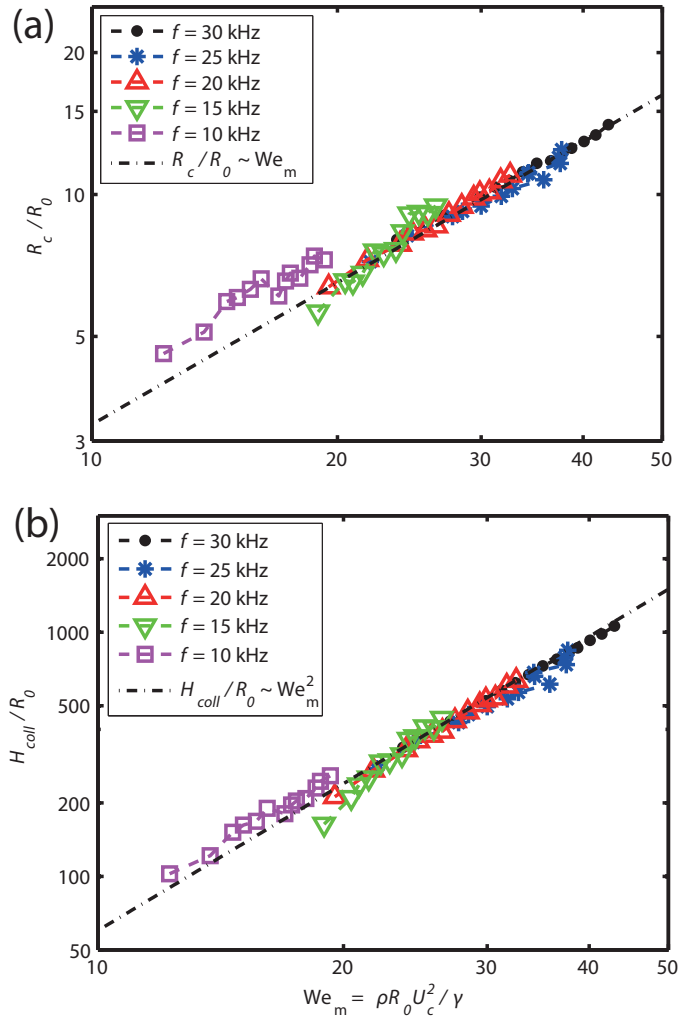 (a)
R_c/R_0
20
15
10
5
3
f = 30 kHz
f = 25 kHz
f = 20 kHz
f = 15 kHz
f = 10 kHz
R_c/R_0 ~ We_m
10 20 30 40 50
(b)
H_coll/R_0
2000
1000
500
200
100
50
f = 30 kHz
f = 25 kHz
f = 20 kHz
f = 15 kHz
f = 10 kHz
H_coll/R_0 ~ We_m^2
10 20 30 40 50
We_m = ρR_0U_c^2/γ